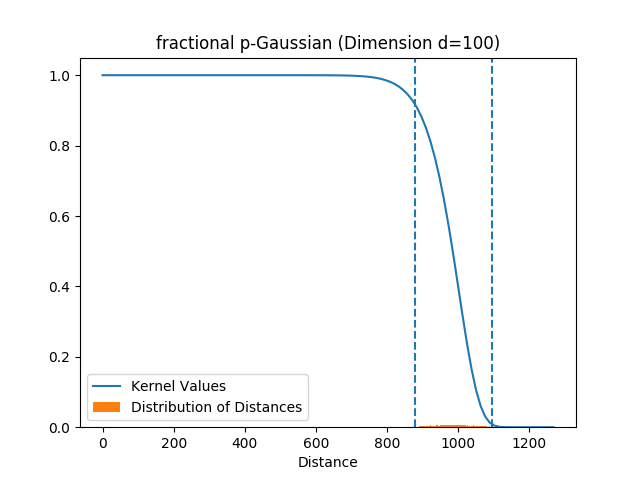 fractional p-Gaussian (Dimension d=100)
1.0
0.8
0.6
0.4
0.2
0.0
Kernel Values
Distribution of Distances
0 200 400 600 800 1000 1200
Distance